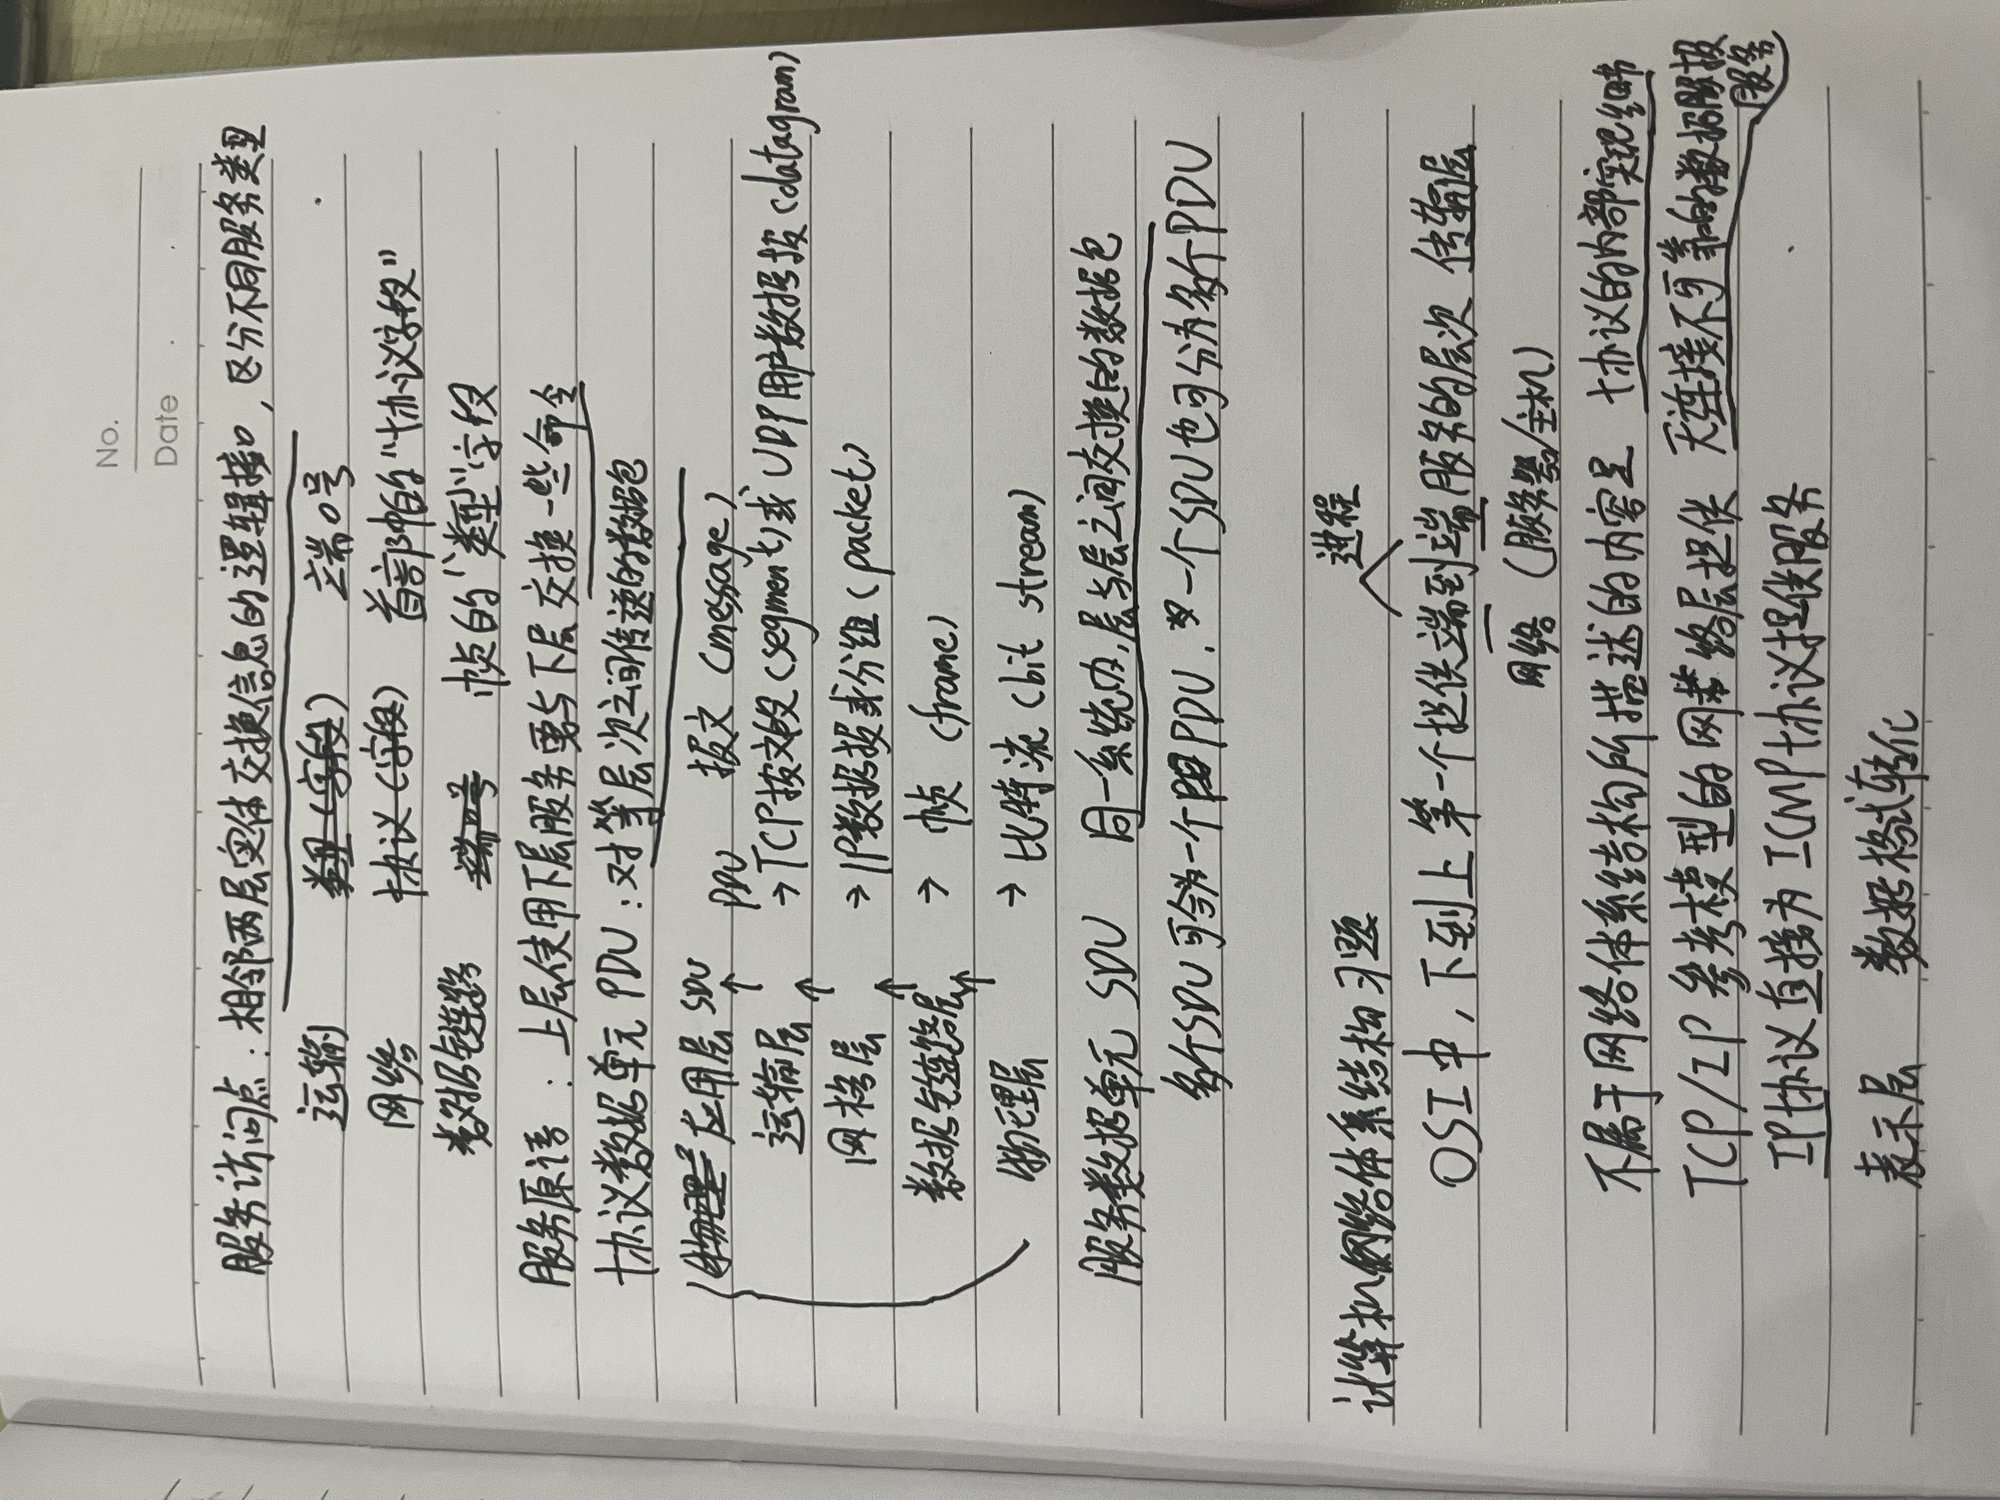 No.
Date
服务访问点：相邻两层实体交换信息的逻辑接口，区分不同服务类型
运输 端口号
网络 协议(字段) 首部中的“协议字段”
数据链路 帧的“类型”字段
服务原语：上层使用下层服务要与下层交换一些命令
协议数据单元 PDU：对等层次之间传送的数据包
应用层 SDU PDU 报文 (message)
运输层 ↑ → TCP报文段(segment)或UDP用户数据报 (datagram)
网络层 ↑ → IP数据报或分组 (packet)
数据链路层 ↑ → 帧 (frame)
物理层 ↑ → 比特流 (bit stream)
服务数据单元 SDU 同一系统内,层与层之间交换的数据包
多个SDU可合为一个PDU，一个SDU也可分为多个PDU
计算机网络体系结构习题
进程
OSI中，下到上第一个提供端到端服务的层次 传输层
网络 (服务器/主机)
不属于网络体系结构所描述的内容是 协议的内部实现细节
TCP/IP参考模型的网络层提供 无连接不可靠的数据报服务
IP协议直接为ICMP协议提供服务
表示层 数据格式转化